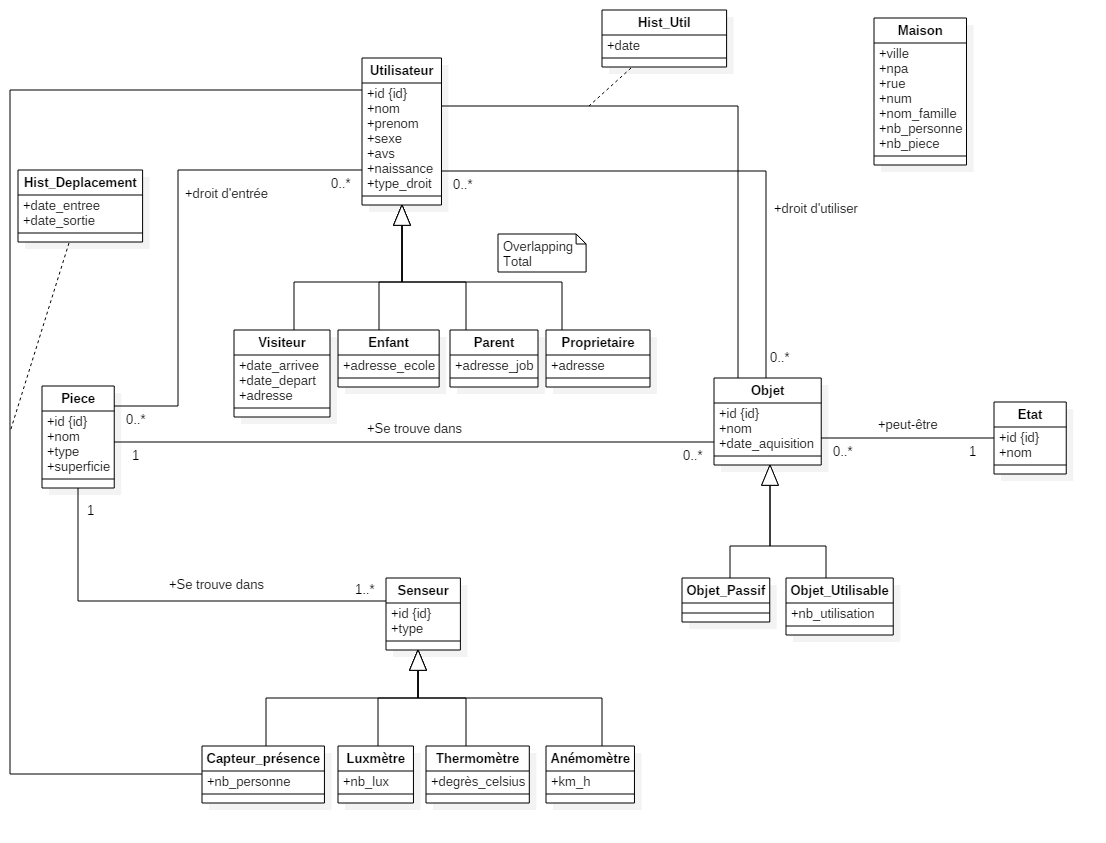 Hist_Util
+date
Maison
+ville
+npa
+rue
+num
+nom_famille
+nb_personne
+nb_piece
Utilisateur
+id {id}
+nom
+prenom
+sexe
+avs
+naissance
+type_droit
Hist_Deplacement
+date_entree
+date_sortie
+droit d'entrée
0..*
0..*
+droit d'utiliser
Overlapping
Total
Visiteur
+date_arrivee
+date_depart
+adresse
Enfant
+adresse_ecole
Parent
+adresse_job
Proprietaire
+adresse
0..*
Piece
+id {id}
+nom
+type
+superficie
0..*
1
+Se trouve dans
0..*
Objet
+id {id}
+nom
+date_aquisition
+peut-être
0..*
1
Etat
+id {id}
+nom
1
+Se trouve dans
1..*
Senseur
+id {id}
+type
Objet_Passif
Objet_Utilisable
+nb_utilisation
Capteur_présence
+nb_personne
Luxmètre
+nb_lux
Thermomètre
+degrès_celsius
Anémomètre
+km_h